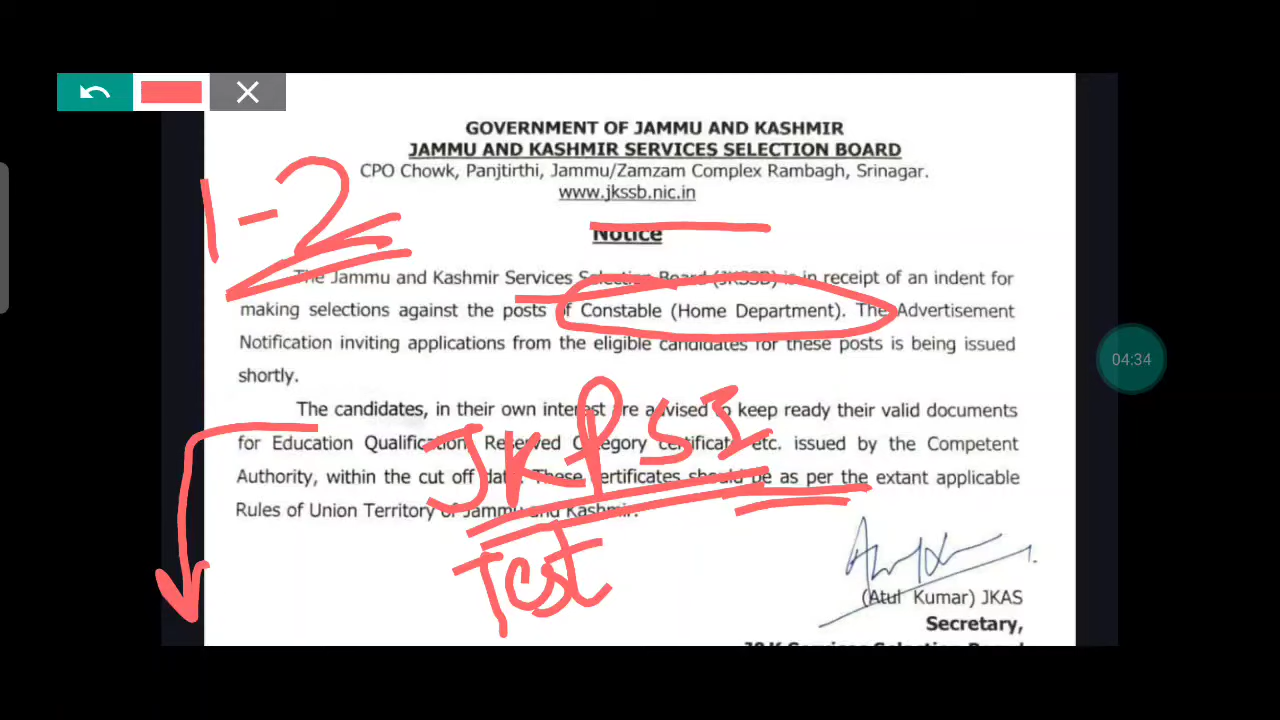 GOVERNMENT OF JAMMU AND KASHMIR
JAMMU AND KASHMIR SERVICES SELECTION BOARD
CPO Chowk, Panjtirthi, Jammu/Zamzam Complex Rambagh, Srinagar.
www.jkssb.nic.in
1-2
Notice
The Jammu and Kashmir Services Selection Board (JKSSB) is in receipt of an indent for
making selections against the posts of Constable (Home Department). The Advertisement
Notification inviting applications from the eligible candidates for these posts is being issued
shortly.
04:34
The candidates, in their own interest are advised to keep ready their valid documents
for Education Qualification, Reserved Category certificate etc. issued by the Competent
Authority, within the cut off date. These certificates should be as per the extant applicable
Rules of Union Territory of Jammu and Kashmir.
JKPSI
Test
(Atul Kumar) JKAS
Secretary,
J&K Services Selection Board